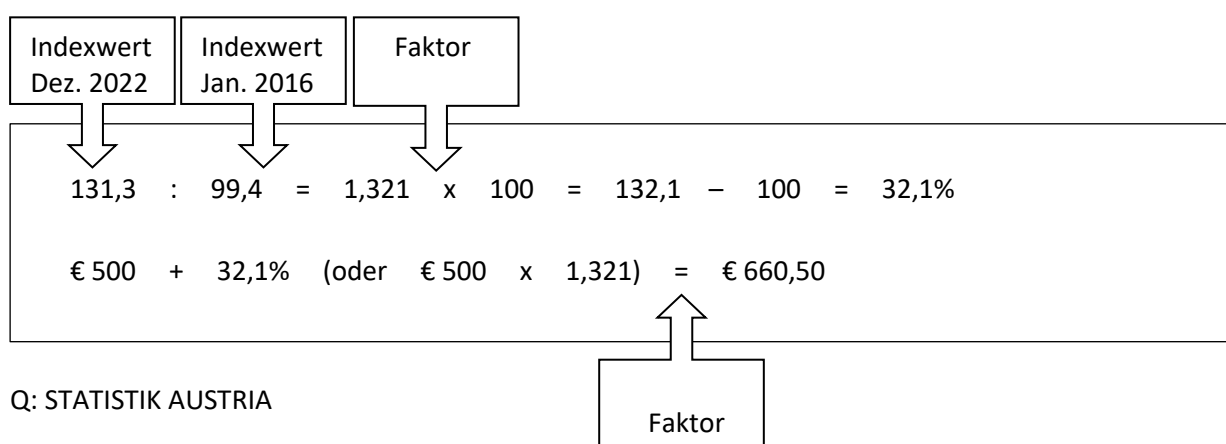 Indexwert
Dez. 2022
Indexwert
Jan. 2016
Faktor
131,3 : 99,4 = 1,321 x 100 = 132,1 – 100 = 32,1%
€ 500 + 32,1% (oder € 500 x 1,321) = € 660,50
Q: STATISTIK AUSTRIA
Faktor